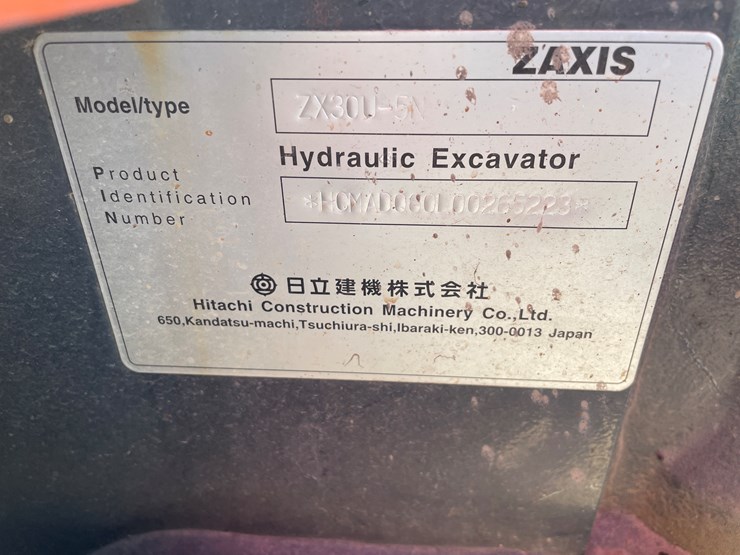 ZAXIS
Model/type ZX30U-5N
Hydraulic Excavator
Product
Identification
Number
日立建機株式会社
Hitachi Construction Machinery Co.,Ltd.
650,Kandatsu-machi,Tsuchiura-shi,Ibaraki-ken,300-0013 Japan